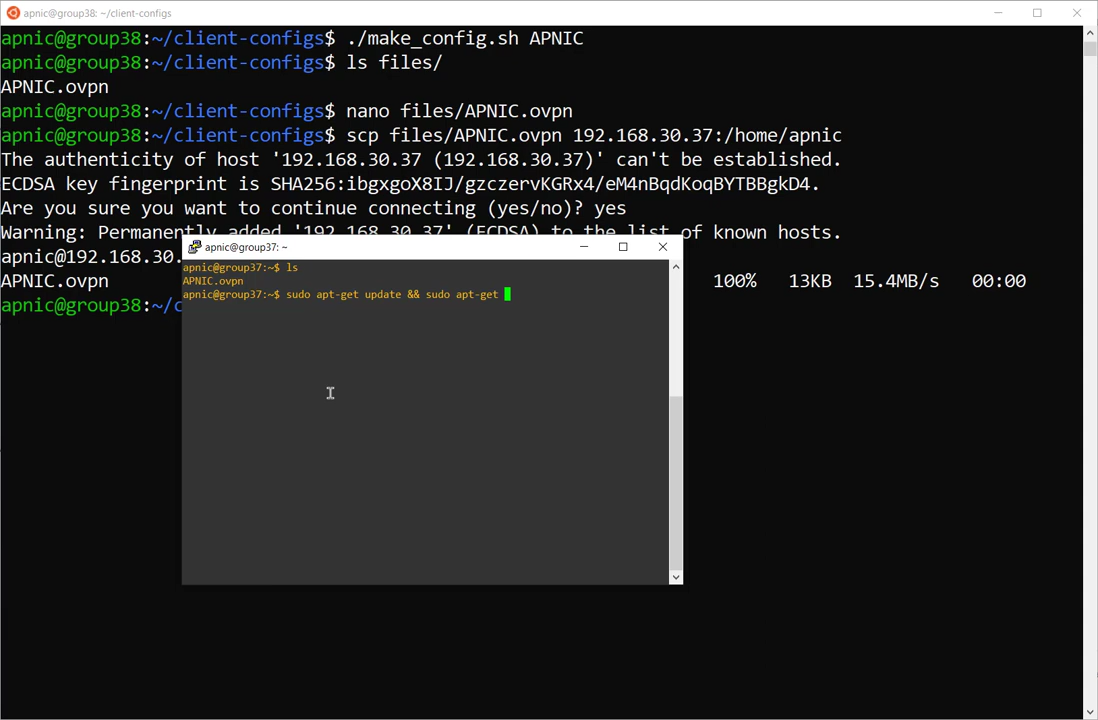 apnic@group38: ~/client-configs
apnic@group38:~/client-configs$ ./make_config.sh APNIC
apnic@group38:~/client-configs$ ls files/
APNIC.ovpn
apnic@group38:~/client-configs$ nano files/APNIC.ovpn
apnic@group38:~/client-configs$ scp files/APNIC.ovpn 192.168.30.37:/home/apnic
The authenticity of host '192.168.30.37 (192.168.30.37)' can't be established.
ECDSA key fingerprint is SHA256:ibgxgoX8IJ/gzczervKGRx4/eM4nBqdKoqBYTBBgkD4.
Are you sure you want to continue connecting (yes/no)? yes
Warning: Permanently added '192.168.30.37' (ECDSA) to the list of known hosts.
apnic@192.168.30.
APNIC.ovpn 100% 13KB 15.4MB/s 00:00
apnic@group38:~/c
apnic@group37: ~
apnic@group37:~$ ls
APNIC.ovpn
apnic@group37:~$ sudo apt-get update && sudo apt-get